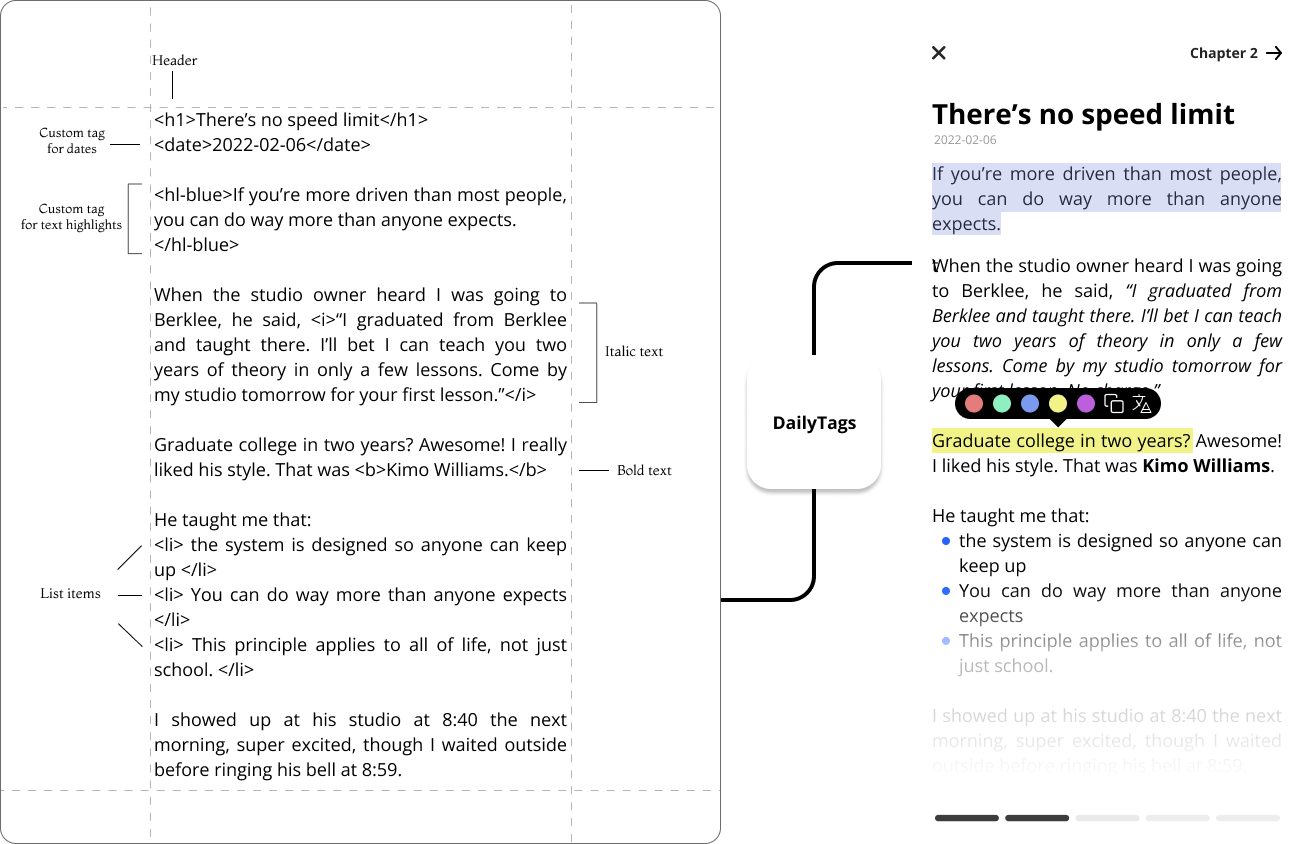 Header
<h1>There’s no speed limit</h1>
Custom tag
for dates
<date>2022-02-06</date>
Custom tag
for text highlights
<hl-blue>If you’re more driven than most people,
you can do way more than anyone expects.
</hl-blue>
When the studio owner heard I was going to
Berklee, he said, <i>“I graduated from Berklee
and taught there. I’ll bet I can teach you two
years of theory in only a few lessons. Come by
my studio tomorrow for your first lesson.”</i>
Italic text
Graduate college in two years? Awesome! I really
liked his style. That was <b>Kimo Williams.</b>
Bold text
He taught me that:
<li> the system is designed so anyone can keep
up </li>
<li> You can do way more than anyone expects
</li>
<li> This principle applies to all of life, not just
school. </li>
List items
I showed up at his studio at 8:40 the next
morning, super excited, though I waited outside
before ringing his bell at 8:59.
DailyTags
Chapter 2
There’s no speed limit
2022-02-06
If you’re more driven than most people,
you can do way more than anyone
expects.
When the studio owner heard I was going
to Berklee, he said, “I graduated from
Berklee and taught there. I’ll bet I can teach
you two years of theory in only a few
lessons. Come by my studio tomorrow for
your first lesson. No charge.”
Graduate college in two years? Awesome!
I liked his style. That was Kimo Williams.
He taught me that:
the system is designed so anyone can
keep up
You can do way more than anyone
expects
This principle applies to all of life, not
just school.
I showed up at his studio at 8:40 the next
morning, super excited, though I waited
outside before ringing his bell at 8:59.